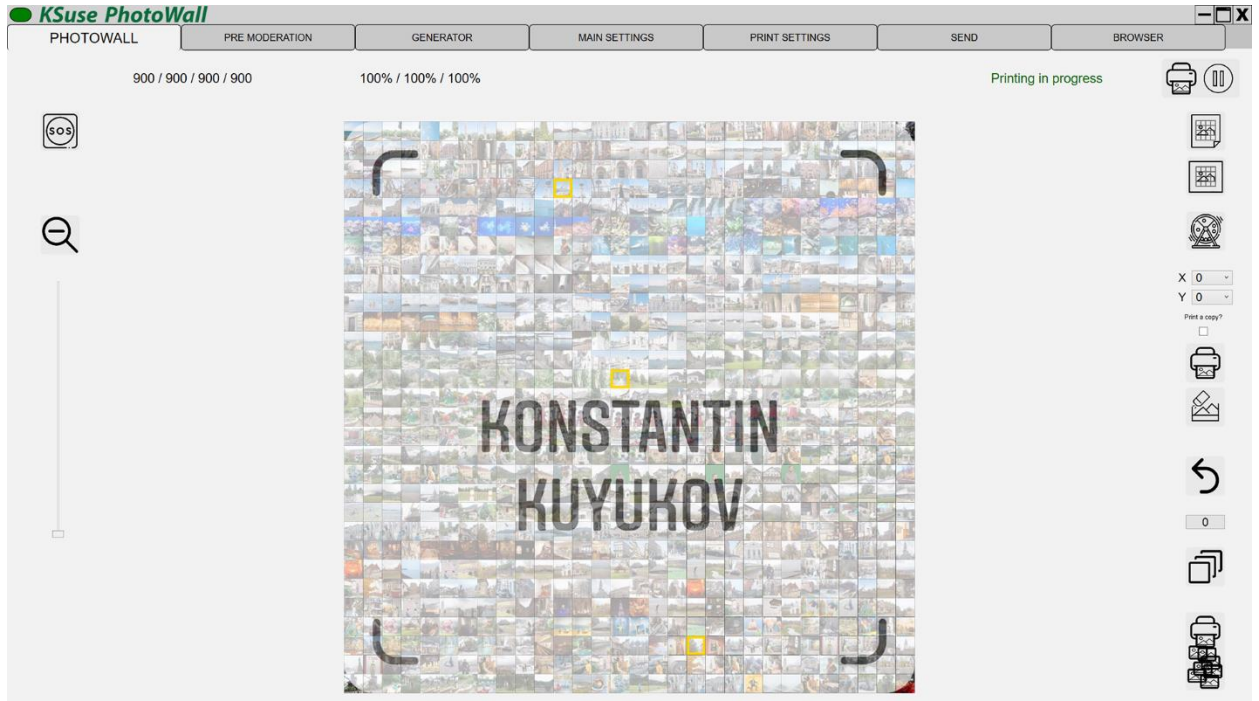 KSuse PhotoWall
PHOTOWALL PRE MODERATION GENERATOR MAIN SETTINGS PRINT SETTINGS SEND BROWSER
900 / 900 / 900 / 900 100% / 100% / 100% Printing in progress
SOS
X 0
Y 0
Print a copy?
KONSTANTIN
KUYUKOV
0